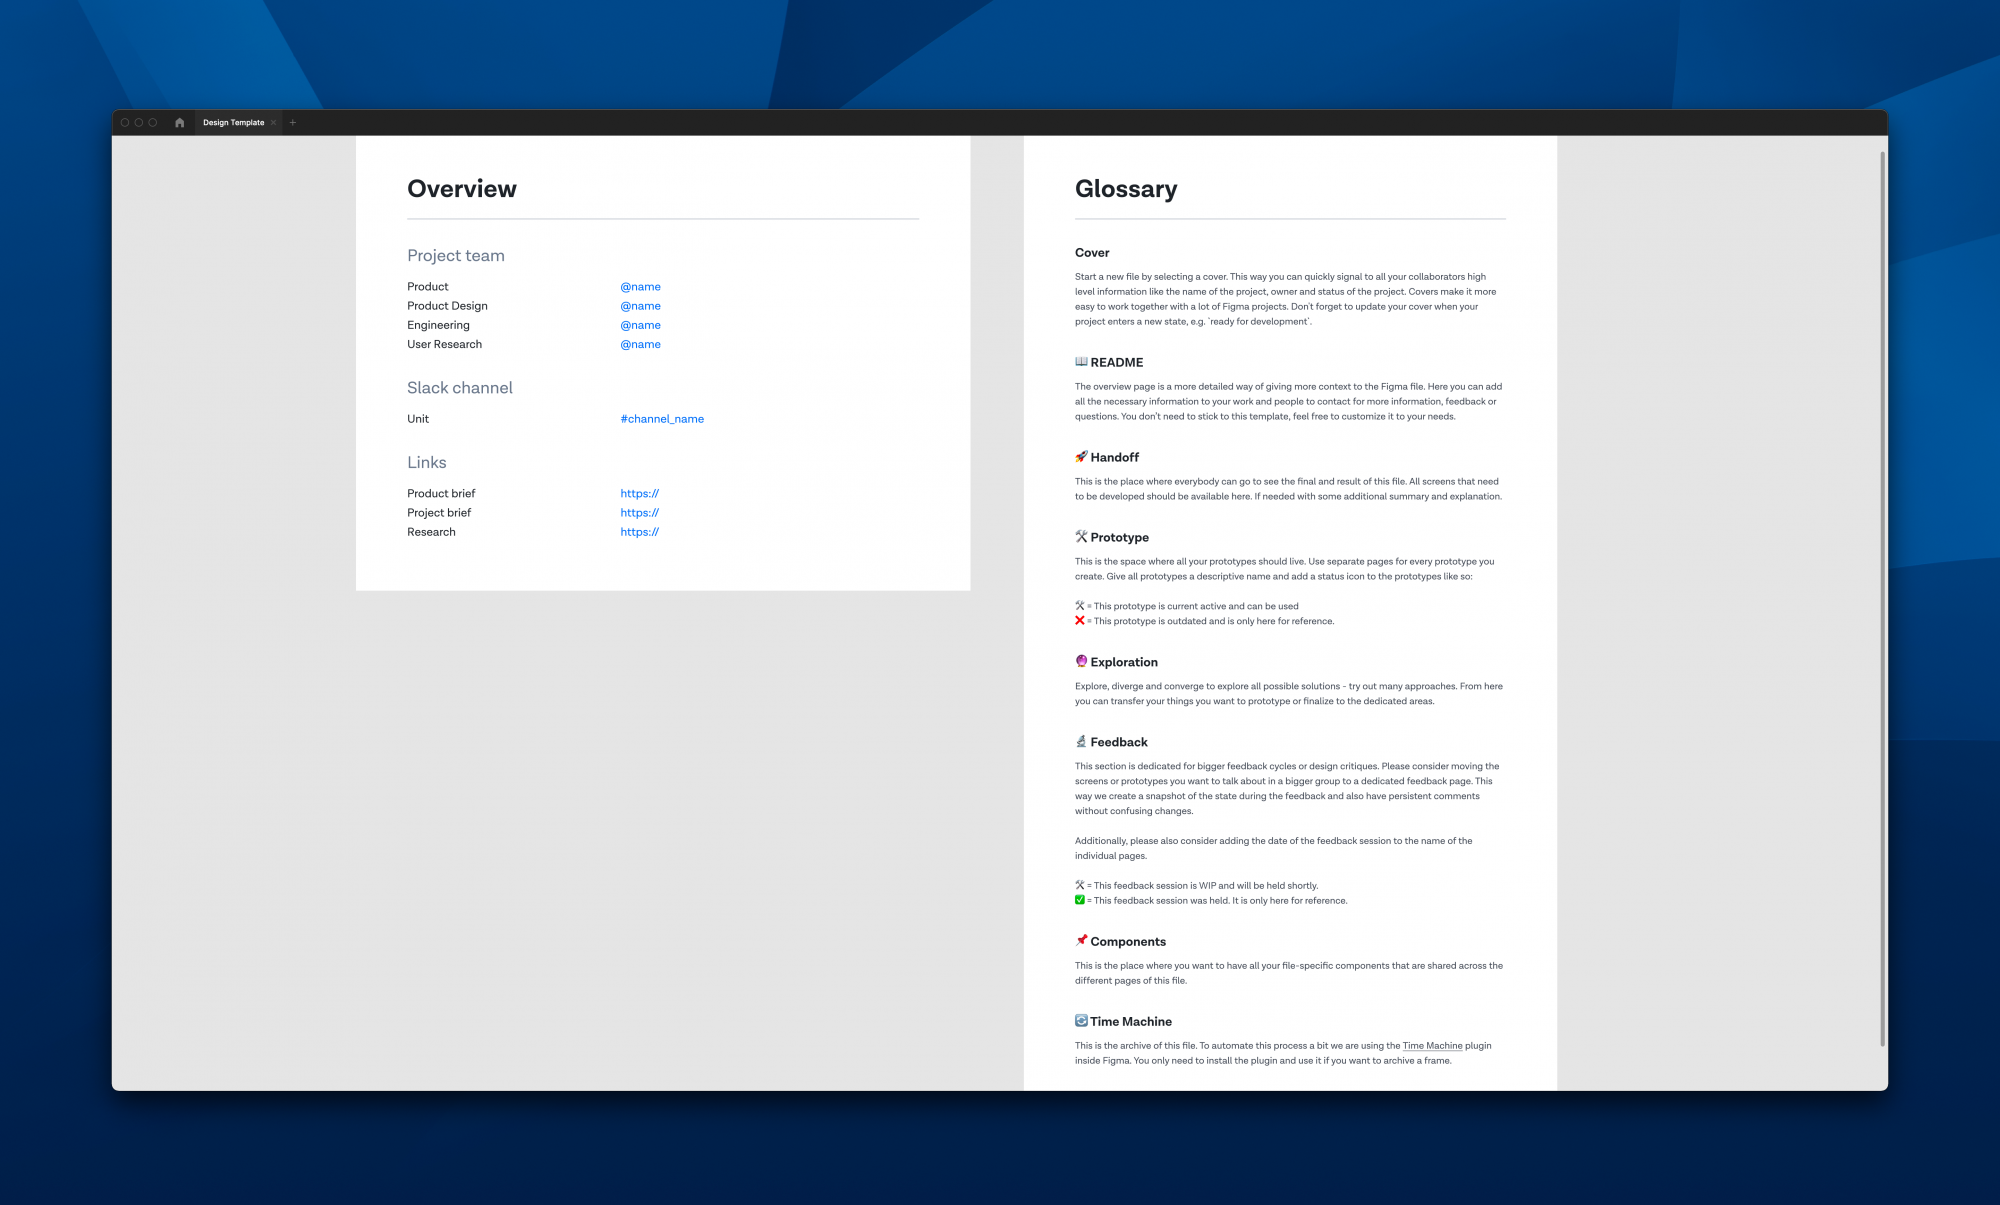 Design Template
Overview
Project team
Product @name
Product Design @name
Engineering @name
User Research @name
Slack channel
Unit #channel_name
Links
Product brief https://
Project brief https://
Research https://
Glossary
Cover
Start a new file by selecting a cover. This way you can quickly signal to all your collaborators high
level information like the name of the project, owner and status of the project. Covers make it more
easy to work together with a lot of Figma projects. Don't forget to update your cover when your
project enters a new state, e.g. `ready for development`.
📖 README
The overview page is a more detailed way of giving more context to the Figma file. Here you can add
all the necessary information to your work and people to contact for more information, feedback or
questions. You don't need to stick to this template, feel free to customize it to your needs.
🚀 Handoff
This is the place where everybody can go to see the final and result of this file. All screens that need
to be developed should be available here. If needed with some additional summary and explanation.
🛠 Prototype
This is the space where all your prototypes should live. Use separate pages for every prototype you
create. Give all prototypes a descriptive name and add a status icon to the prototypes like so:
🛠 = This prototype is current active and can be used
❌ = This prototype is outdated and is only here for reference.
🔮 Exploration
Explore, diverge and converge to explore all possible solutions - try out many approaches. From here
you can transfer your things you want to prototype or finalize to the dedicated areas.
🔬 Feedback
This section is dedicated for bigger feedback cycles or design critiques. Please consider moving the
screens or prototypes you want to talk about in a bigger group to a dedicated feedback page. This
way we create a snapshot of the state during the feedback and also have persistent comments
without confusing changes.
Additionally, please also consider adding the date of the feedback session to the name of the
individual pages.
🛠 = This feedback session is WIP and will be held shortly.
✅ = This feedback session was held. It is only here for reference.
📌 Components
This is the place where you want to have all your file-specific components that are shared across the
different pages of this file.
🔄 Time Machine
This is the archive of this file. To automate this process a bit we are using the Time Machine plugin
inside Figma. You only need to install the plugin and use it if you want to archive a frame.